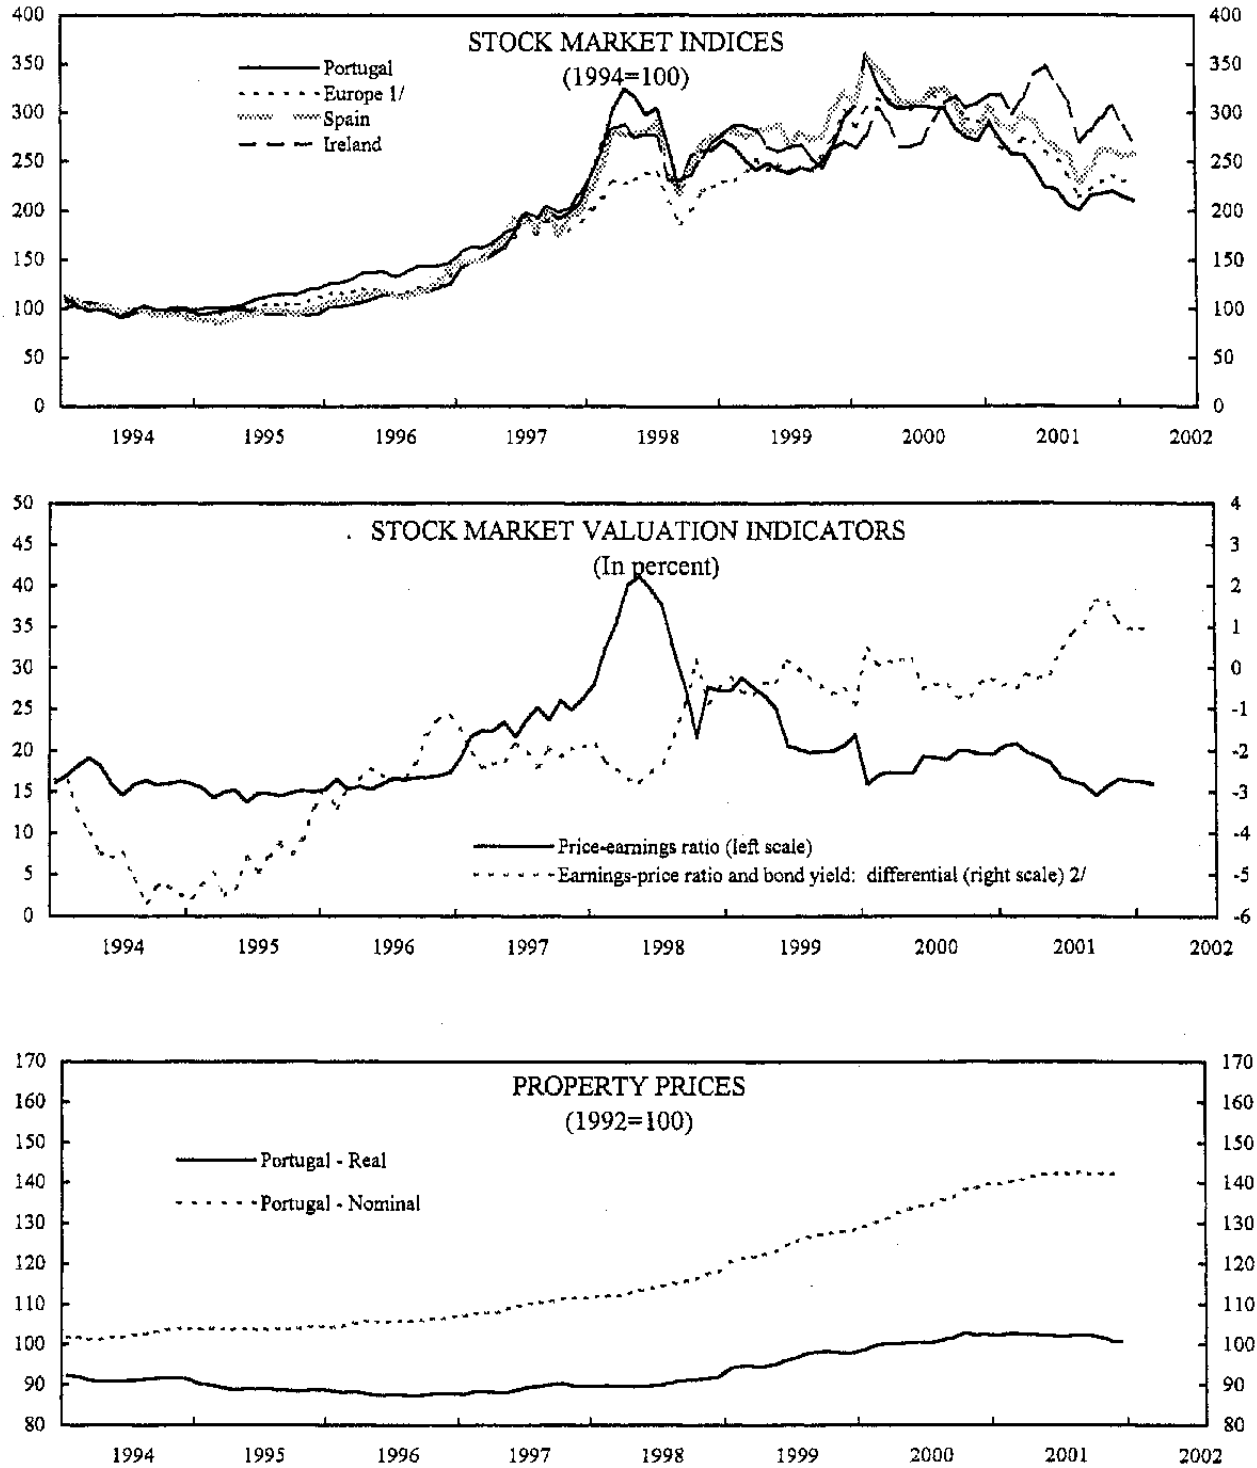 STOCK MARKET INDICES
(1994=100)
Portugal
Europe 1/
Spain
Ireland
400 400
350 350
300 300
250 250
200 200
150 150
100 100
50 50
0 0
1994 1995 1996 1997 1998 1999 2000 2001 2002
STOCK MARKET VALUATION INDICATORS
(In percent)
50 4
45 3
40 2
35 1
30 0
25 -1
20 -2
15 -3
10 -4
5 -5
0 -6
Price-earnings ratio (left scale)
Earnings-price ratio and bond yield: differential (right scale) 2/
1994 1995 1996 1997 1998 1999 2000 2001 2002
PROPERTY PRICES
(1992=100)
Portugal - Real
Portugal - Nominal
170 170
160 160
150 150
140 140
130 130
120 120
110 110
100 100
90 90
80 80
1994 1995 1996 1997 1998 1999 2000 2001 2002